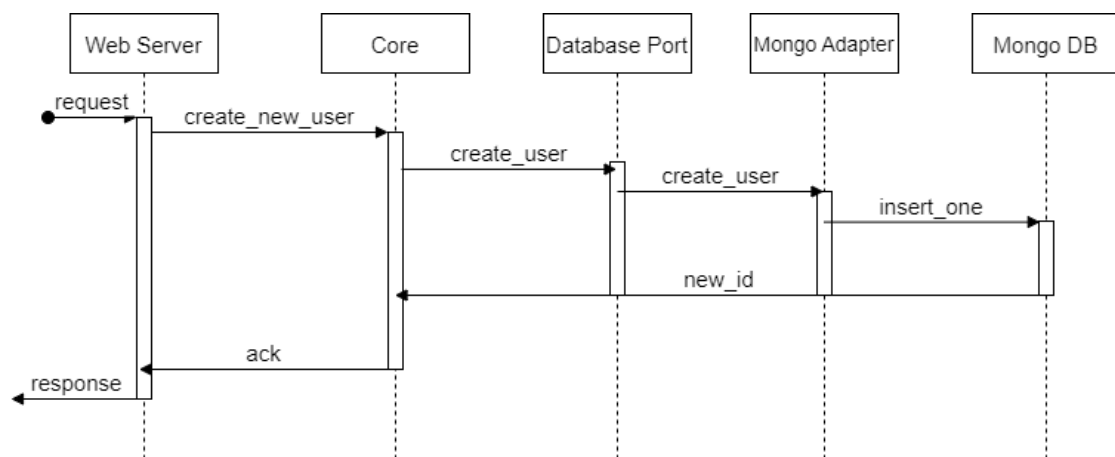 Web Server
Core
Database Port
Mongo Adapter
Mongo DB
request
create_new_user
create_user
create_user
insert_one
new_id
ack
response